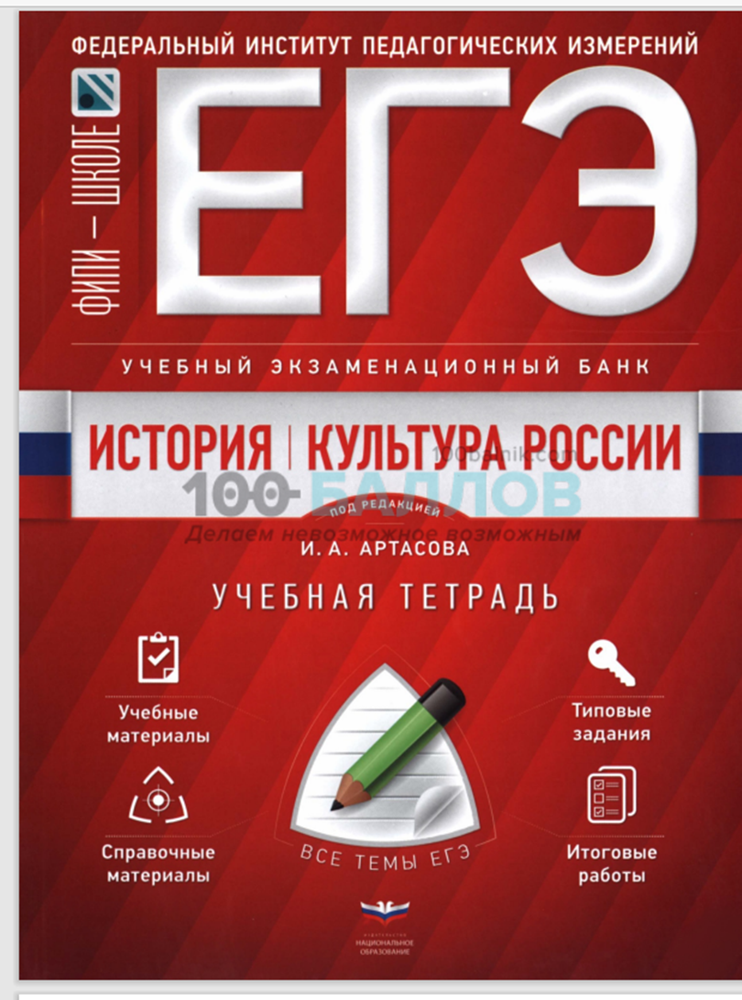 ФЕДЕРАЛЬНЫЙ ИНСТИТУТ ПЕДАГОГИЧЕСКИХ ИЗМЕРЕНИЙ
ФИПИ — ШКОЛЕ
ЕГЭ
УЧЕБНЫЙ ЭКЗАМЕНАЦИОННЫЙ БАНК
ИСТОРИЯ | КУЛЬТУРА РОССИИ
100balnik.com
100-БАЛЛОВ
ПОД РЕДАКЦИЕЙ
Делаем невозможное возможным
И. А. АРТАСОВА
УЧЕБНАЯ ТЕТРАДЬ
Учебные
материалы
Типовые
задания
Справочные
материалы
Итоговые
работы
ВСЕ ТЕМЫ ЕГЭ
ИЗДАТЕЛЬСТВО
НАЦИОНАЛЬНОЕ
ОБРАЗОВАНИЕ